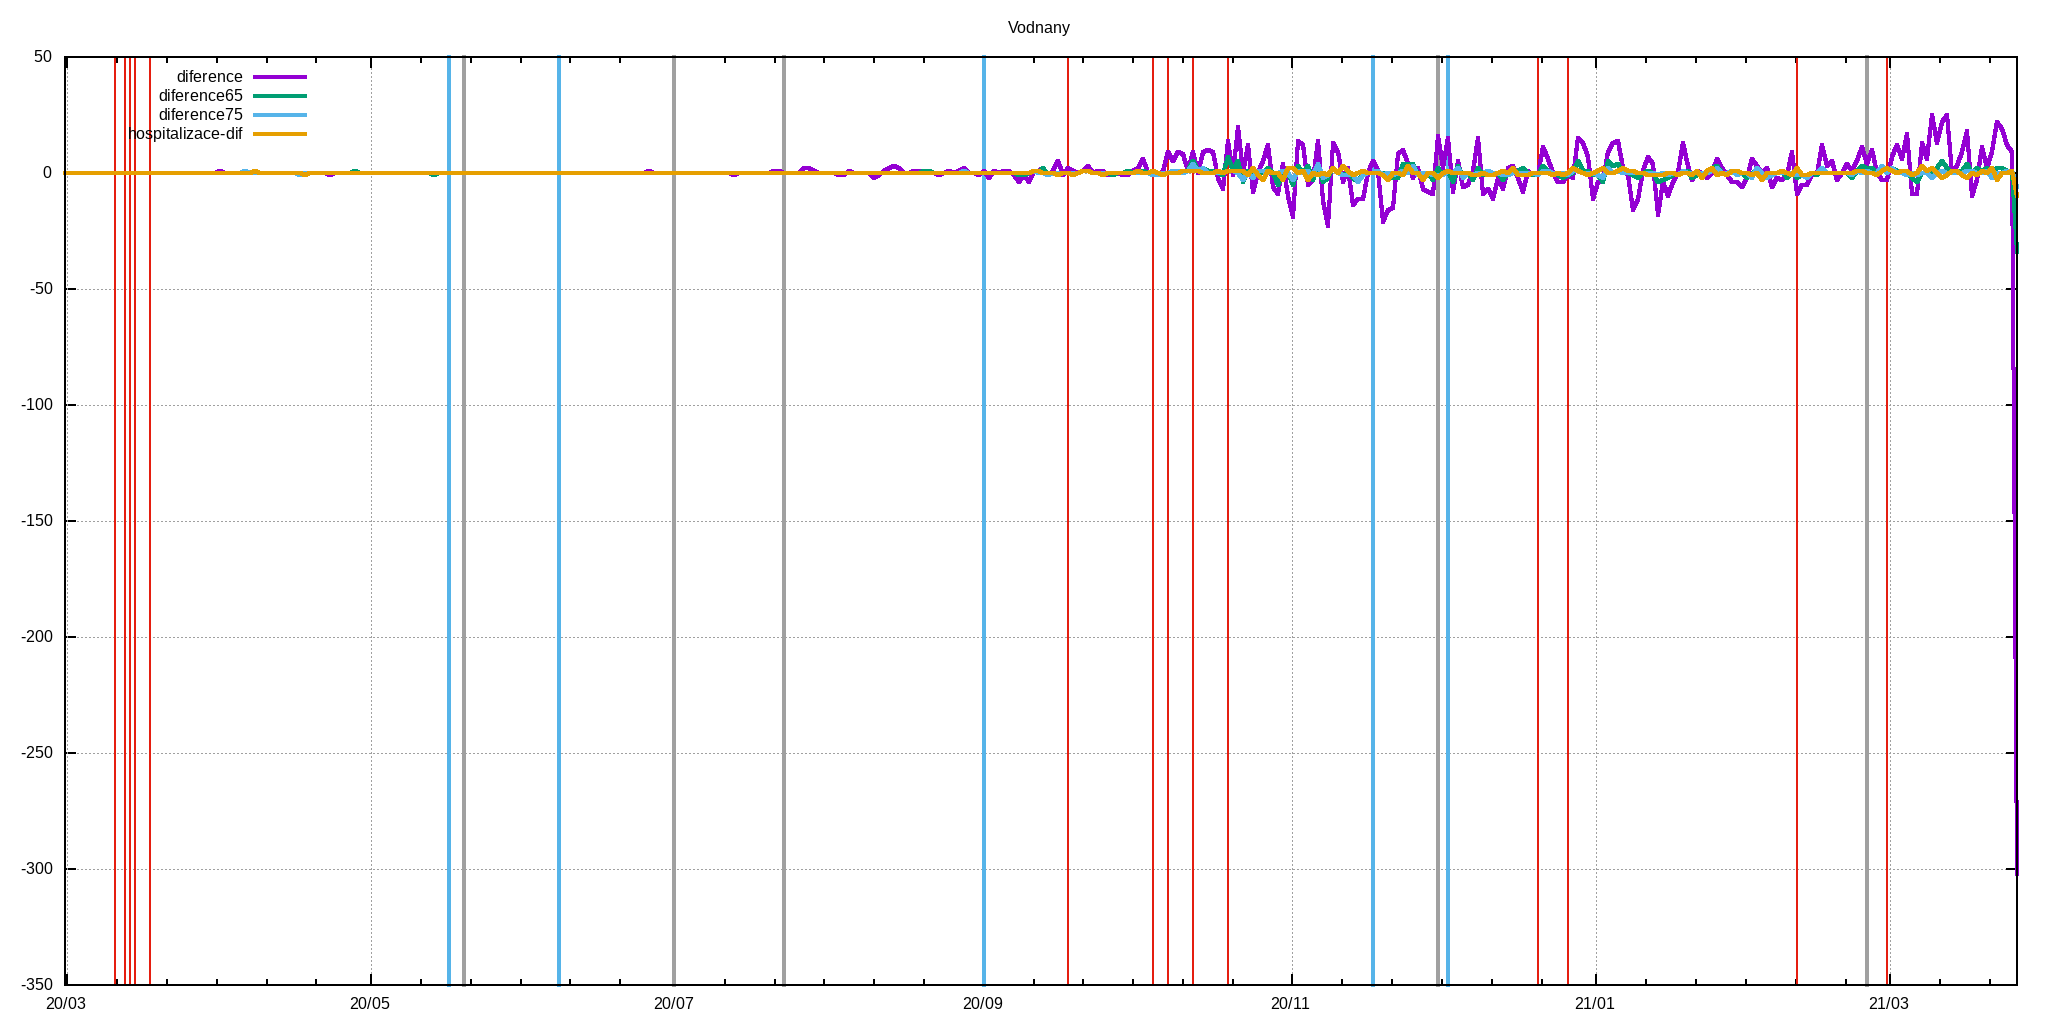 Vodnany
50
diference
diference65
diference75
hospitalizace-dif
0
-50
-100
-150
-200
-250
-300
-350
20/03 20/05 20/07 20/09 20/11 21/01 21/03